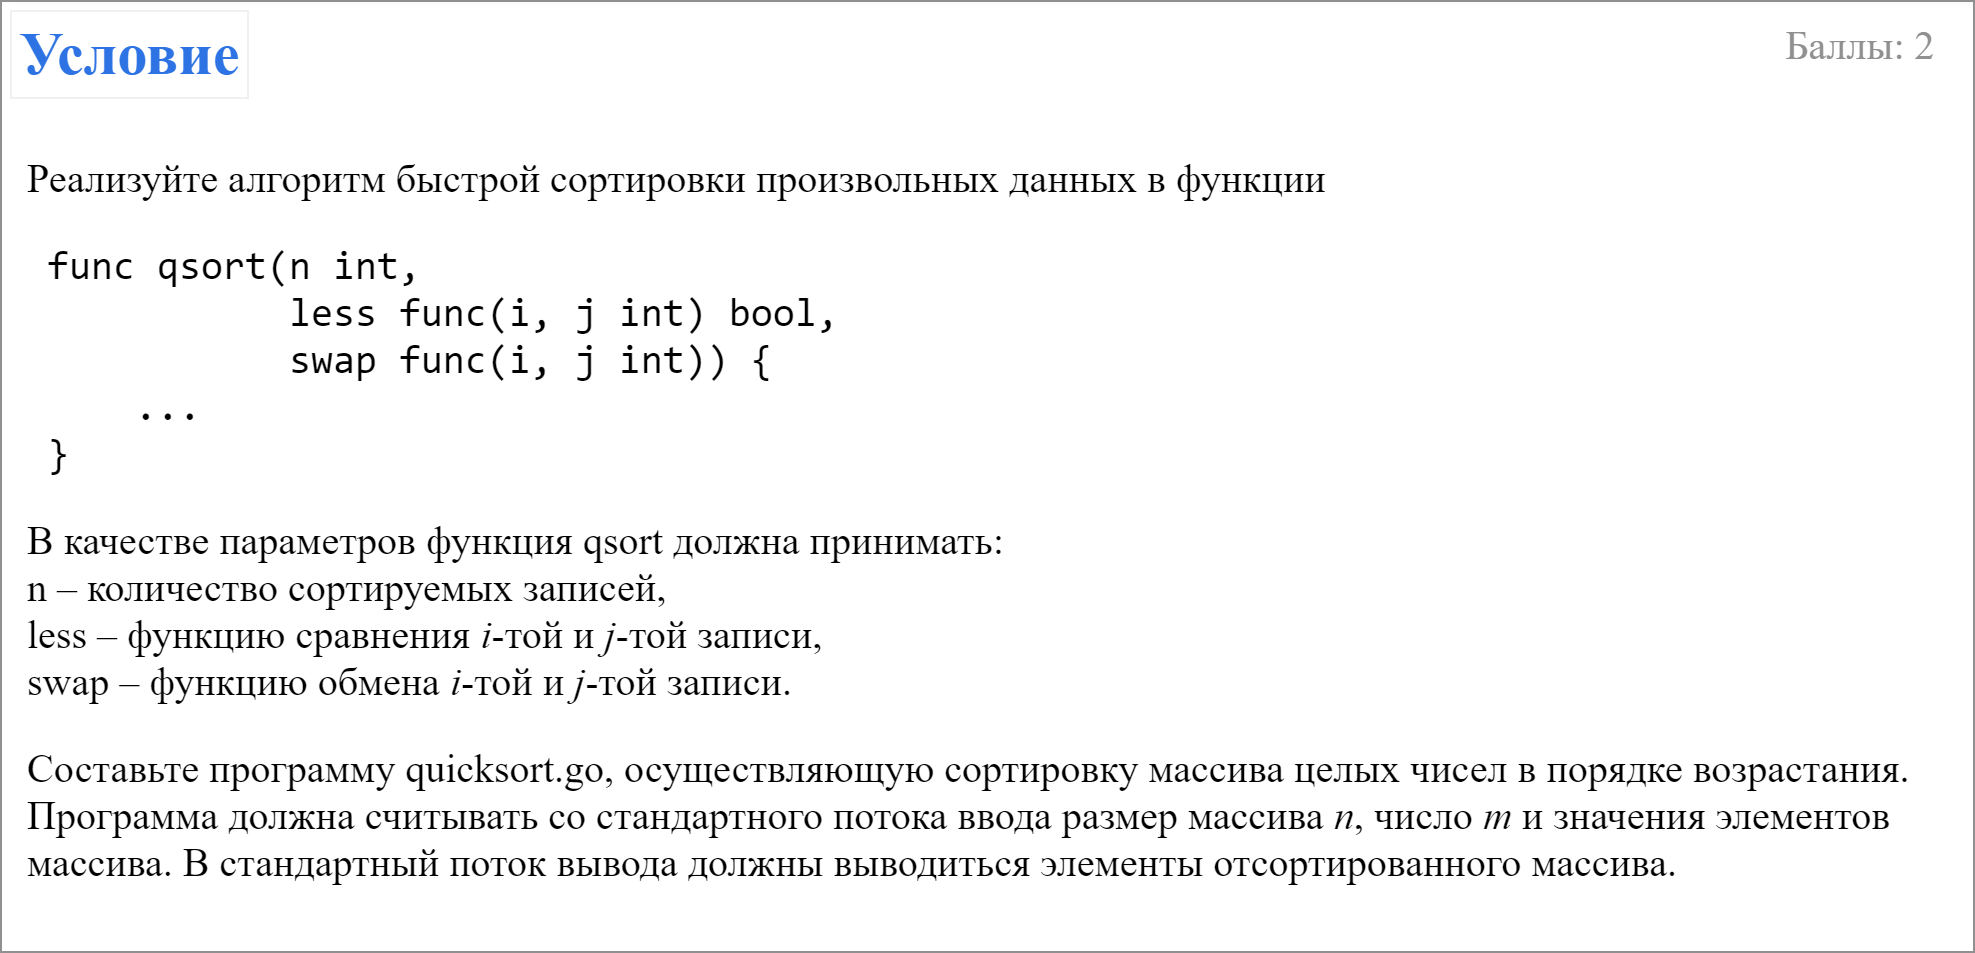 Условие
Баллы: 2
Реализуйте алгоритм быстрой сортировки произвольных данных в функции
func qsort(n int,
           less func(i, j int) bool,
           swap func(i, j int)) {
    ...
}
В качестве параметров функция qsort должна принимать:
n – количество сортируемых записей,
less – функцию сравнения i-той и j-той записи,
swap – функцию обмена i-той и j-той записи.
Составьте программу quicksort.go, осуществляющую сортировку массива целых чисел в порядке возрастания.
Программа должна считывать со стандартного потока ввода размер массива n, число m и значения элементов
массива. В стандартный поток вывода должны выводиться элементы отсортированного массива.